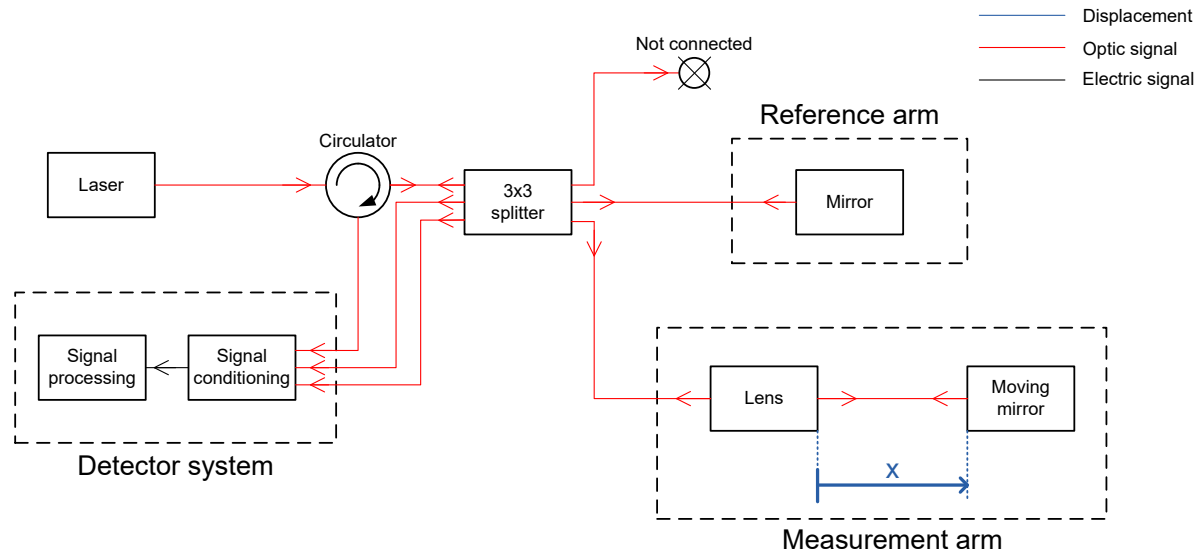 Displacement
Optic signal
Electric signal
Not connected
Reference arm
Circulator
Laser
3x3
splitter
Mirror
Signal
processing
Signal
conditioning
Detector system
Lens
Moving
mirror
x
Measurement arm